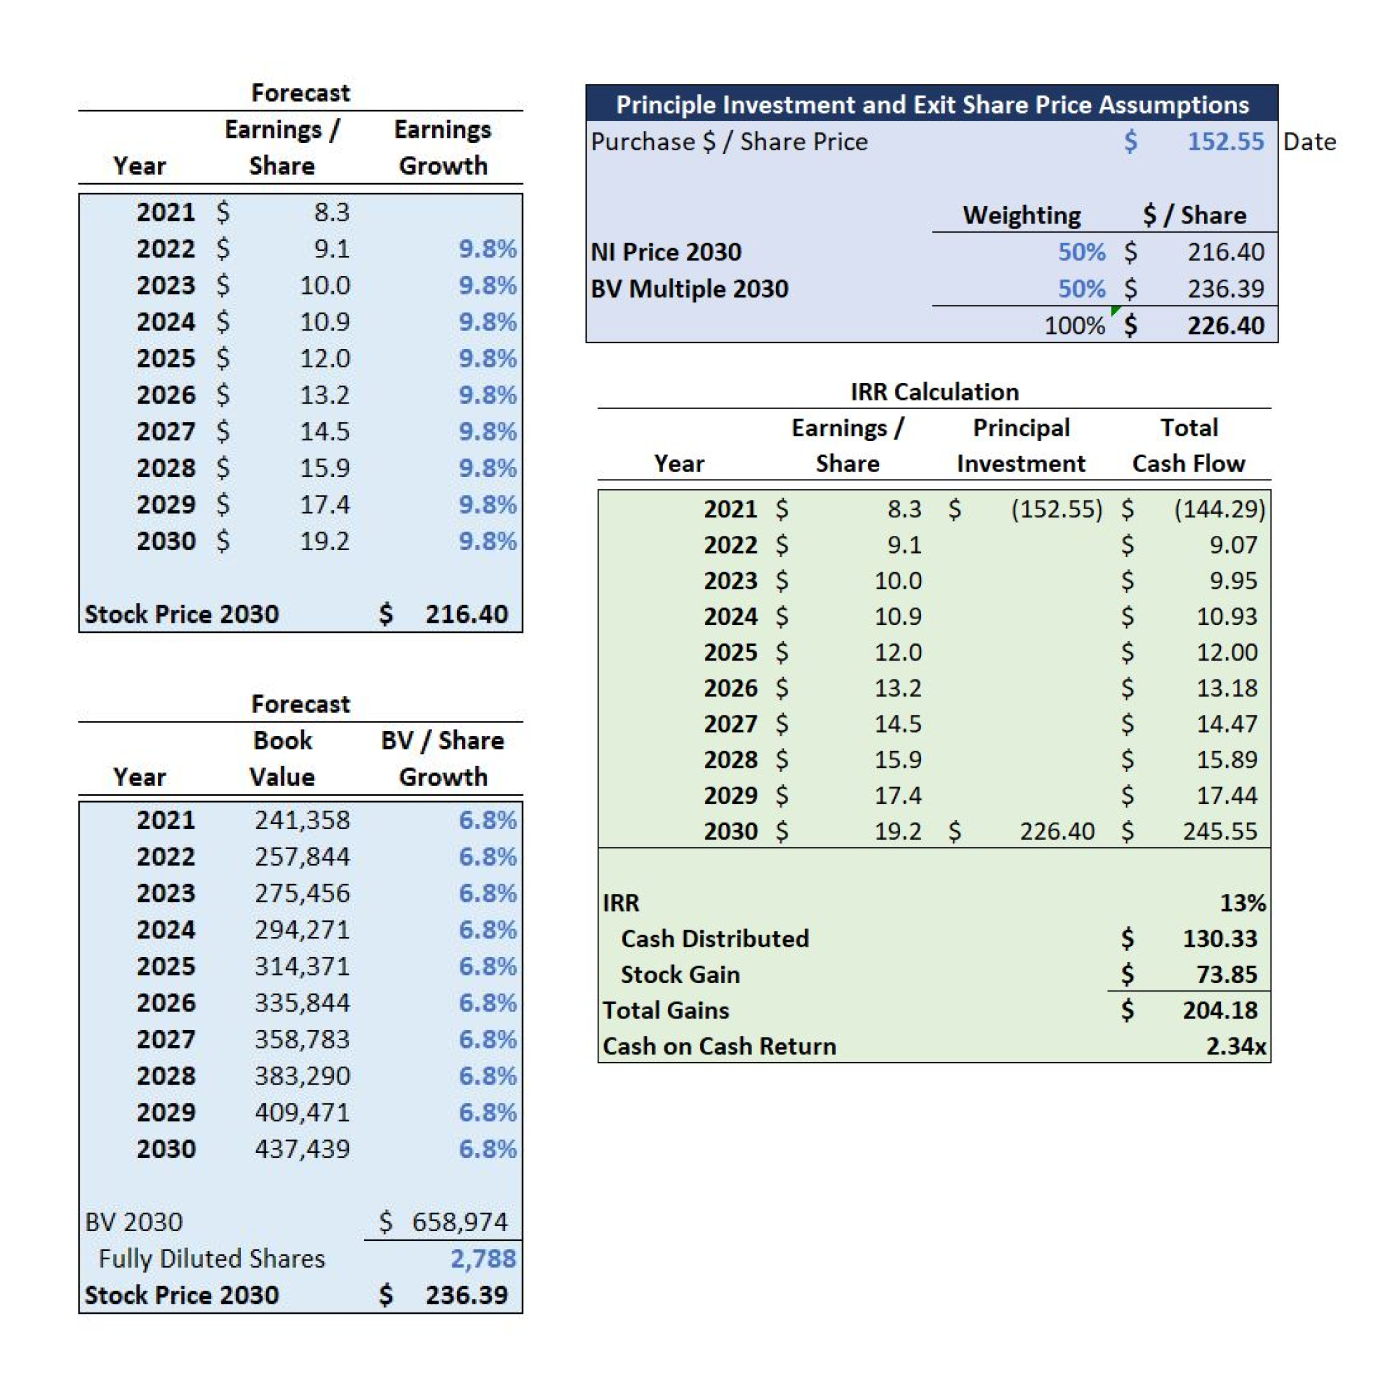 Forecast
Earnings / Earnings
Year Share Growth
2021 $ 8.3
2022 $ 9.1 9.8%
2023 $ 10.0 9.8%
2024 $ 10.9 9.8%
2025 $ 12.0 9.8%
2026 $ 13.2 9.8%
2027 $ 14.5 9.8%
2028 $ 15.9 9.8%
2029 $ 17.4 9.8%
2030 $ 19.2 9.8%
Stock Price 2030 $ 216.40
Forecast
Book BV / Share
Year Value Growth
2021 241,358 6.8%
2022 257,844 6.8%
2023 275,456 6.8%
2024 294,271 6.8%
2025 314,371 6.8%
2026 335,844 6.8%
2027 358,783 6.8%
2028 383,290 6.8%
2029 409,471 6.8%
2030 437,439 6.8%
BV 2030 $ 658,974
Fully Diluted Shares 2,788
Stock Price 2030 $ 236.39
Principle Investment and Exit Share Price Assumptions
Purchase $ / Share Price $ 152.55 Date
Weighting $ / Share
NI Price 2030 50% $ 216.40
BV Multiple 2030 50% $ 236.39
100% $ 226.40
IRR Calculation
Earnings / Principal Total
Year Share Investment Cash Flow
2021 $ 8.3 $ (152.55) $ (144.29)
2022 $ 9.1 $ 9.07
2023 $ 10.0 $ 9.95
2024 $ 10.9 $ 10.93
2025 $ 12.0 $ 12.00
2026 $ 13.2 $ 13.18
2027 $ 14.5 $ 14.47
2028 $ 15.9 $ 15.89
2029 $ 17.4 $ 17.44
2030 $ 19.2 $ 226.40 $ 245.55
IRR 13%
Cash Distributed $ 130.33
Stock Gain $ 73.85
Total Gains $ 204.18
Cash on Cash Return 2.34x